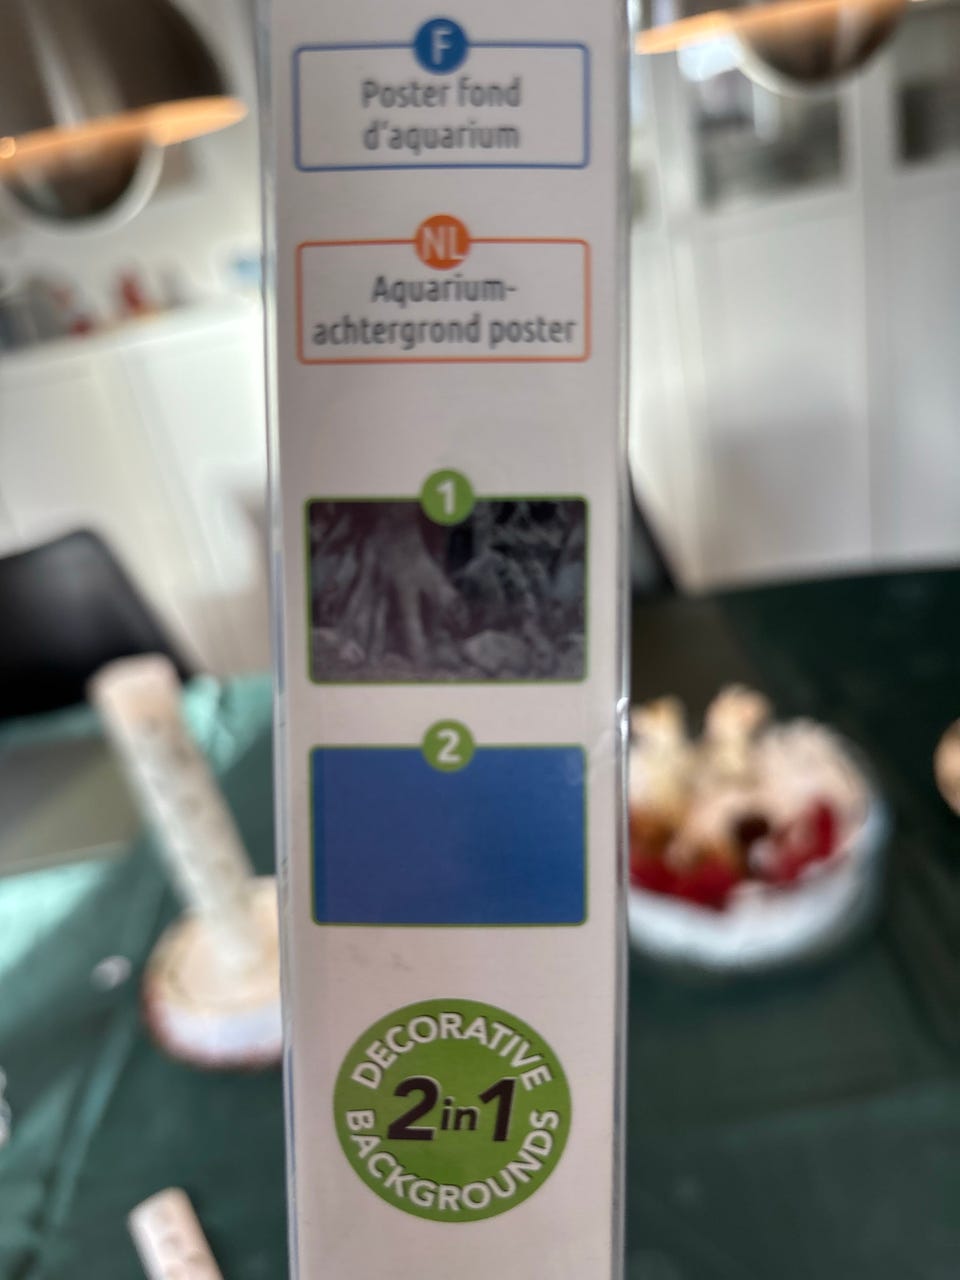 F
Poster fond
d'aquarium
NL
Aquarium-
achtergrond poster
1
2
DECORATIVE
2in1
BACKGROUNDS